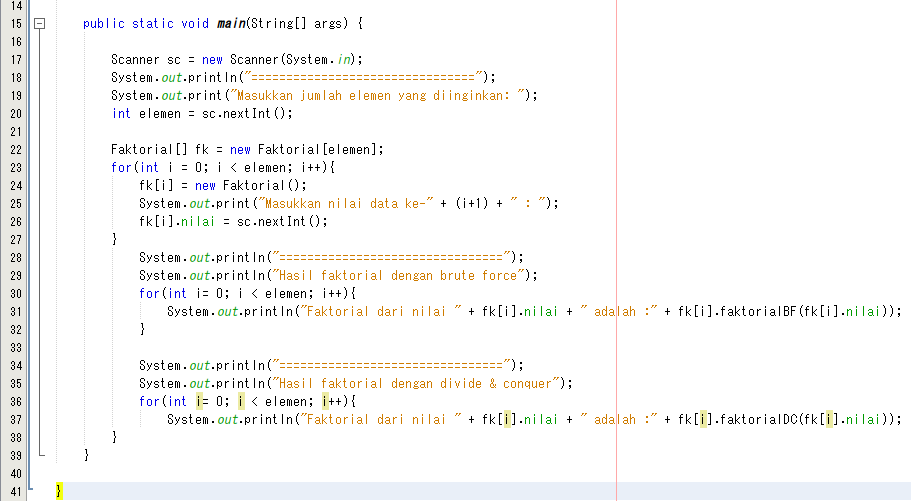 14
15 public static void main(String[] args) {
16
17 Scanner sc = new Scanner(System.in);
18 System.out.println("================================");
19 System.out.print("Masukkan jumlah elemen yang diinginkan: ");
20 int elemen = sc.nextInt();
21
22 Faktorial[] fk = new Faktorial[elemen];
23 for(int i = 0; i < elemen; i++){
24 fk[i] = new Faktorial();
25 System.out.print("Masukkan nilai data ke-" + (i+1) + " : ");
26 fk[i].nilai = sc.nextInt();
27 }
28 System.out.println("================================");
29 System.out.println("Hasil faktorial dengan brute force");
30 for(int i= 0; i < elemen; i++){
31 System.out.println("Faktorial dari nilai " + fk[i].nilai + " adalah :" + fk[i].faktorialBF(fk[i].nilai));
32 }
33
34 System.out.println("================================");
35 System.out.println("Hasil faktorial dengan divide & conquer");
36 for(int i= 0; i < elemen; i++){
37 System.out.println("Faktorial dari nilai " + fk[i].nilai + " adalah :" + fk[i].faktorialDC(fk[i].nilai));
38 }
39 }
40
41 }